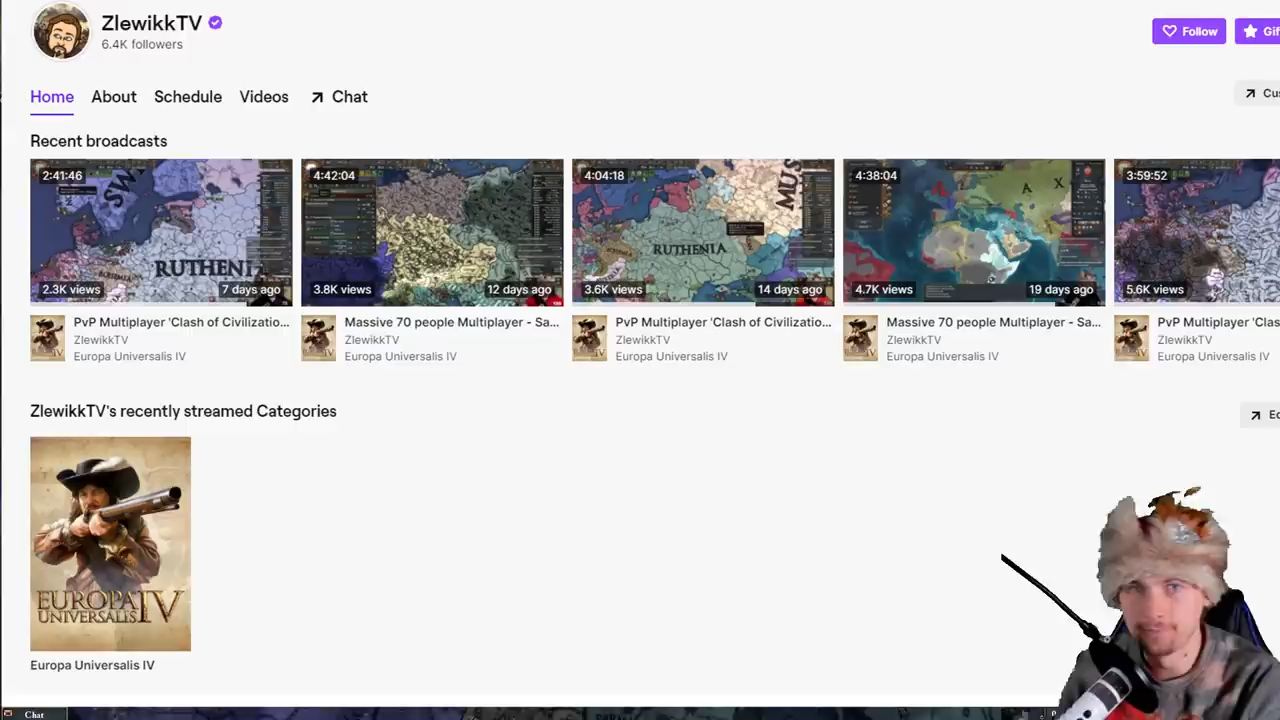 ZlewikkTV
6.4K followers
Follow
Gif
Home
About
Schedule
Videos
Chat
Cus
Recent broadcasts
2:41:46
4:42:04
4:04:18
4:38:04
3:59:52
SW
RUTHENI
RUTHENIA
MUS
A X
2.3K views
7 days ago
3.8K views
12 days ago
3.6K views
14 days ago
4.7K views
19 days ago
5.6K views
PvP Multiplayer 'Clash of Civilizatio...
ZlewikkTV
Europa Universalis IV
Massive 70 people Multiplayer - Sa...
ZlewikkTV
Europa Universalis IV
PvP Multiplayer 'Clash of Civilizatio...
ZlewikkTV
Europa Universalis IV
Massive 70 people Multiplayer - Sa...
ZlewikkTV
Europa Universalis IV
PvP Multiplayer 'Clas
ZlewikkTV
Europa Universalis IV
ZlewikkTV's recently streamed Categories
EUROPA
UNIVERSALIS IV
Europa Universalis IV
Chat